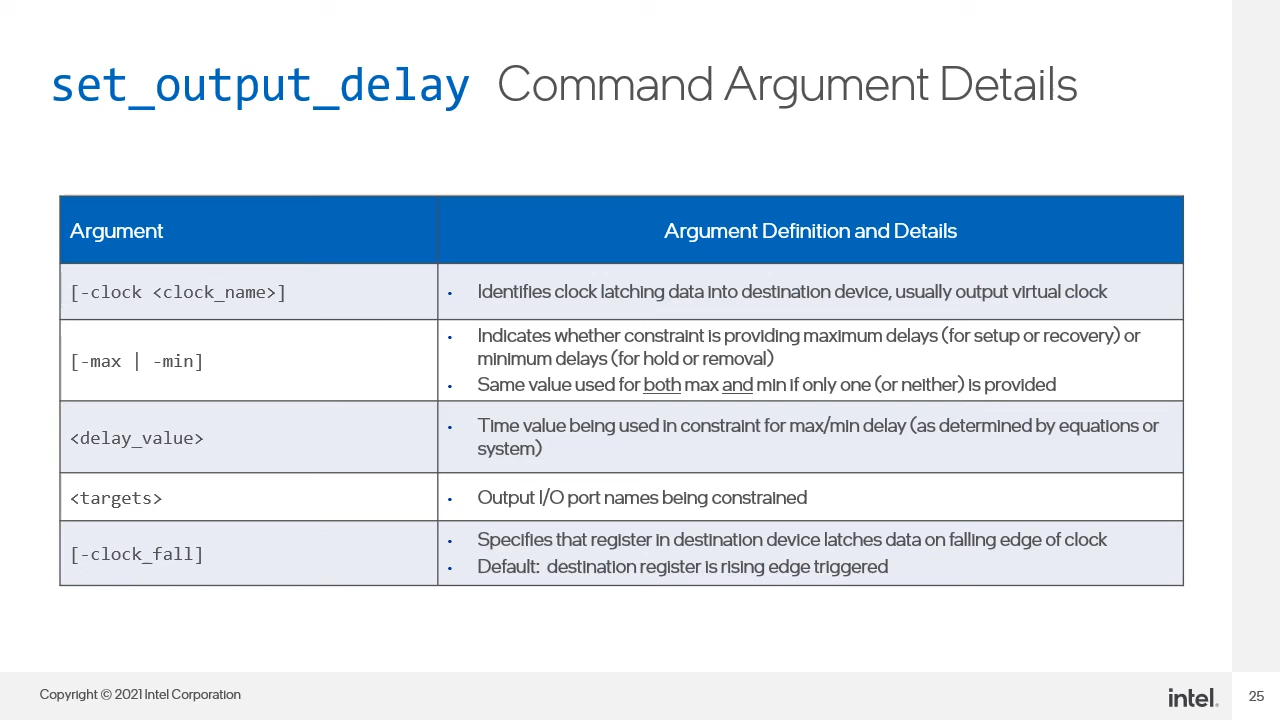 set_output_delay Command Argument Details
Argument
Argument Definition and Details
[-clock <clock_name>]
• Identifies clock latching data into destination device, usually output virtual clock
[-max | -min]
• Indicates whether constraint is providing maximum delays (for setup or recovery) or
minimum delays (for hold or removal)
• Same value used for both max and min if only one (or neither) is provided
<delay_value>
• Time value being used in constraint for max/min delay (as determined by equations or
system)
<targets>
• Output I/O port names being constrained
[-clock_fall]
• Specifies that register in destination device latches data on falling edge of clock
• Default: destination register is rising edge triggered
Copyright © 2021 Intel Corporation
intel.
25